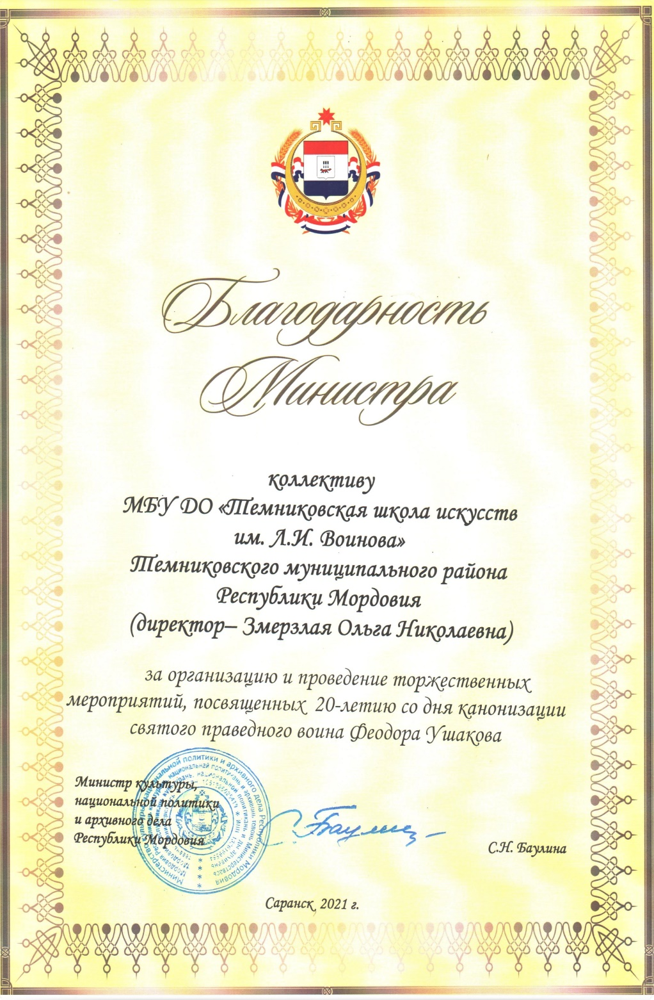 Благодарность
Министра
коллективу
МБУ ДО «Темниковская школа искусств
им. Л.И. Воинова»
Темниковского муниципального района
Республики Мордовия
(директор– Змерзлая Ольга Николаевна)
за организацию и проведение торжественных
мероприятий, посвященных 20-летию со дня канонизации
святого праведного воина Феодора Ушакова
Министр культуры,
национальной политики
и архивного дела
Республики Мордовия
С.Н. Баулина
Саранск, 2021 г.